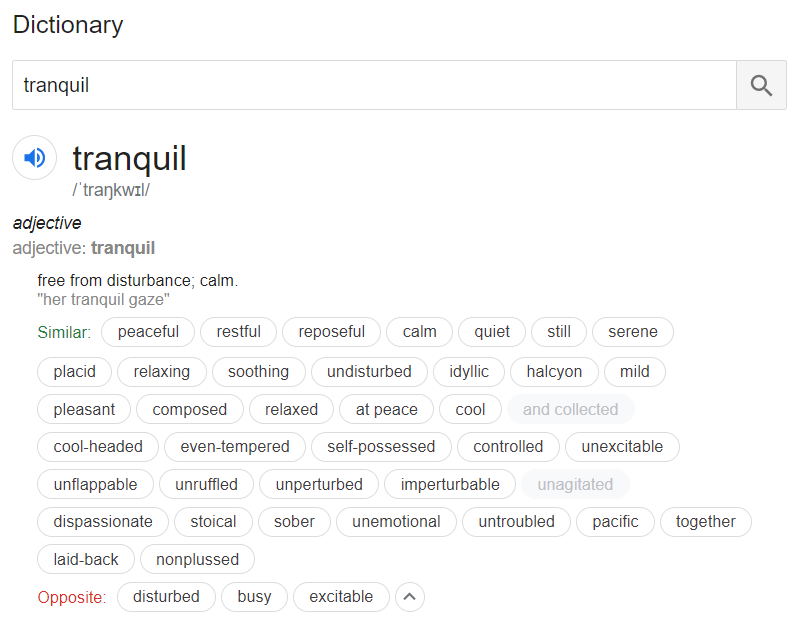 Dictionary
tranquil
tranquil
/ˈtraŋkwɪl/
adjective
adjective: tranquil
free from disturbance; calm.
"her tranquil gaze"
Similar: peaceful restful reposeful calm quiet still serene
placid relaxing soothing undisturbed idyllic halcyon mild
pleasant composed relaxed at peace cool and collected
cool-headed even-tempered self-possessed controlled unexcitable
unflappable unruffled unperturbed imperturbable unagitated
dispassionate stoical sober unemotional untroubled pacific together
laid-back nonplussed
Opposite: disturbed busy excitable